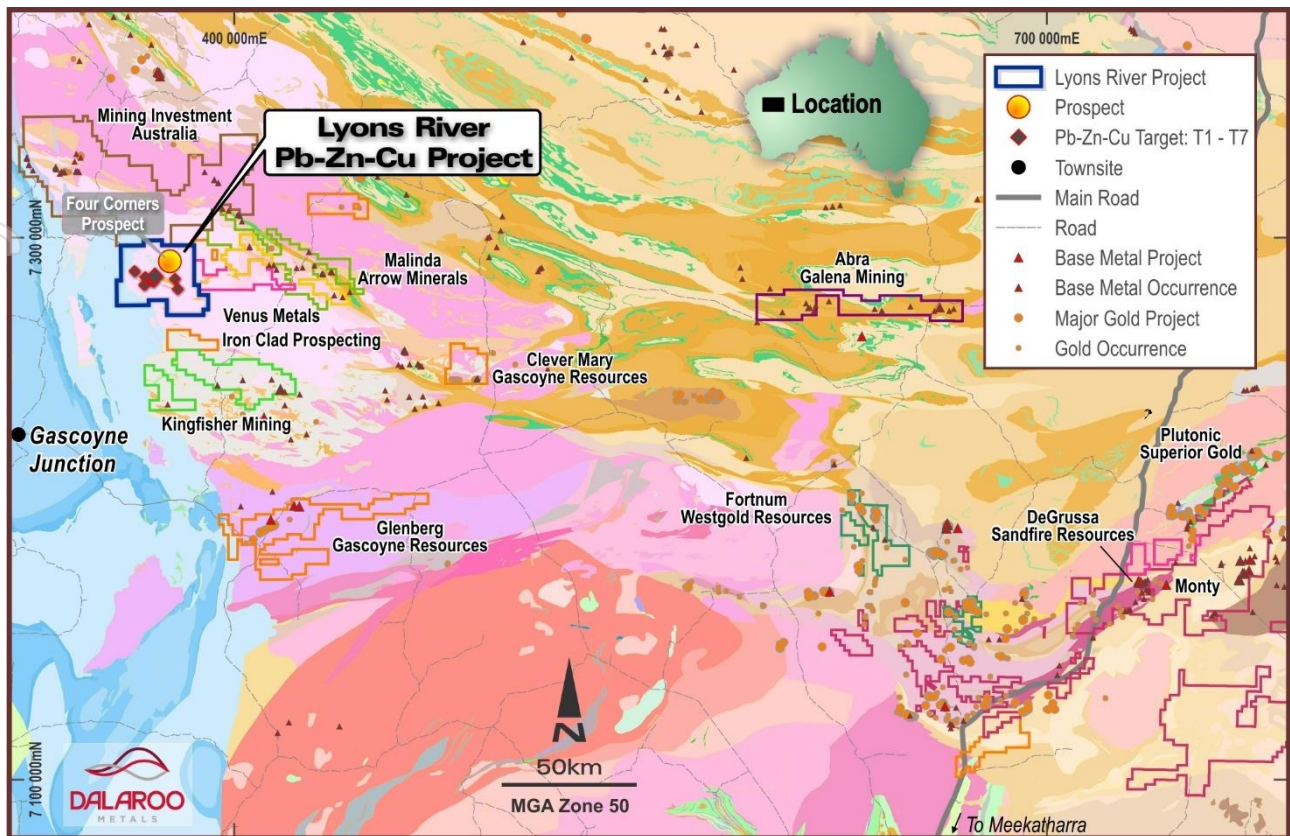 400 000mE
700 000mE
Mining Investment
Australia
Lyons River
Pb-Zn-Cu Project
Location
Lyons River Project
Prospect
Pb-Zn-Cu Target: T1 - T7
Townsite
Main Road
Road
Base Metal Project
Base Metal Occurrence
Major Gold Project
Gold Occurrence
Four Corners
Prospect
7 300 000mN
Malinda
Arrow Minerals
Abra
Galena Mining
Venus Metals
Iron Clad Prospecting
Clever Mary
Gascoyne Resources
Kingfisher Mining
Gascoyne
Junction
Plutonic
Superior Gold
Fortnum
Westgold Resources
DeGrussa
Sandfire Resources
Glenberg
Gascoyne Resources
Monty
N
50km
MGA Zone 50
7 100 000mN
DALAROO
METALS
To Meekatharra